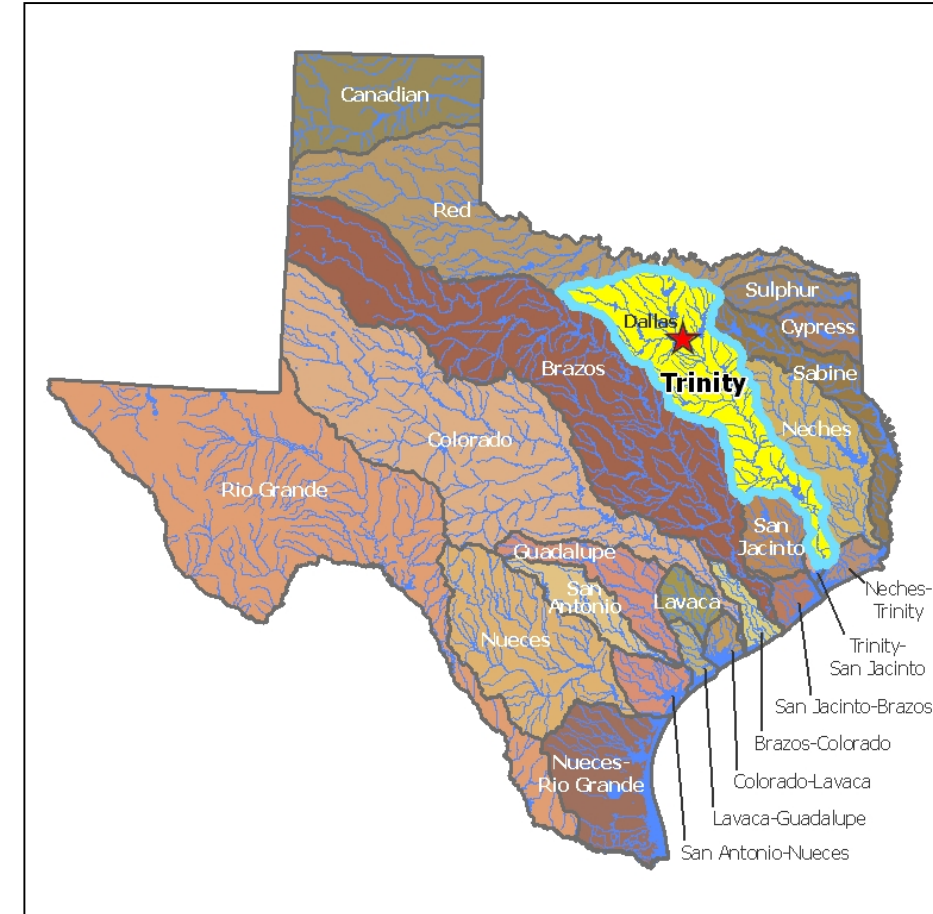 Canadian
Red
Sulphur
Dallas
Cypress
Brazos
Trinity
Sabine
Neches
Colorado
Rio Grande
San
Jacinto
Guadalupe
San
Antonio
Lavaca
Nueces
Neches-
Trinity
Trinity-
San Jacinto
San Jacinto-Brazos
Brazos-Colorado
Nueces-
Rio Grande
Colorado-Lavaca
Lavaca-Guadalupe
San Antonio-Nueces